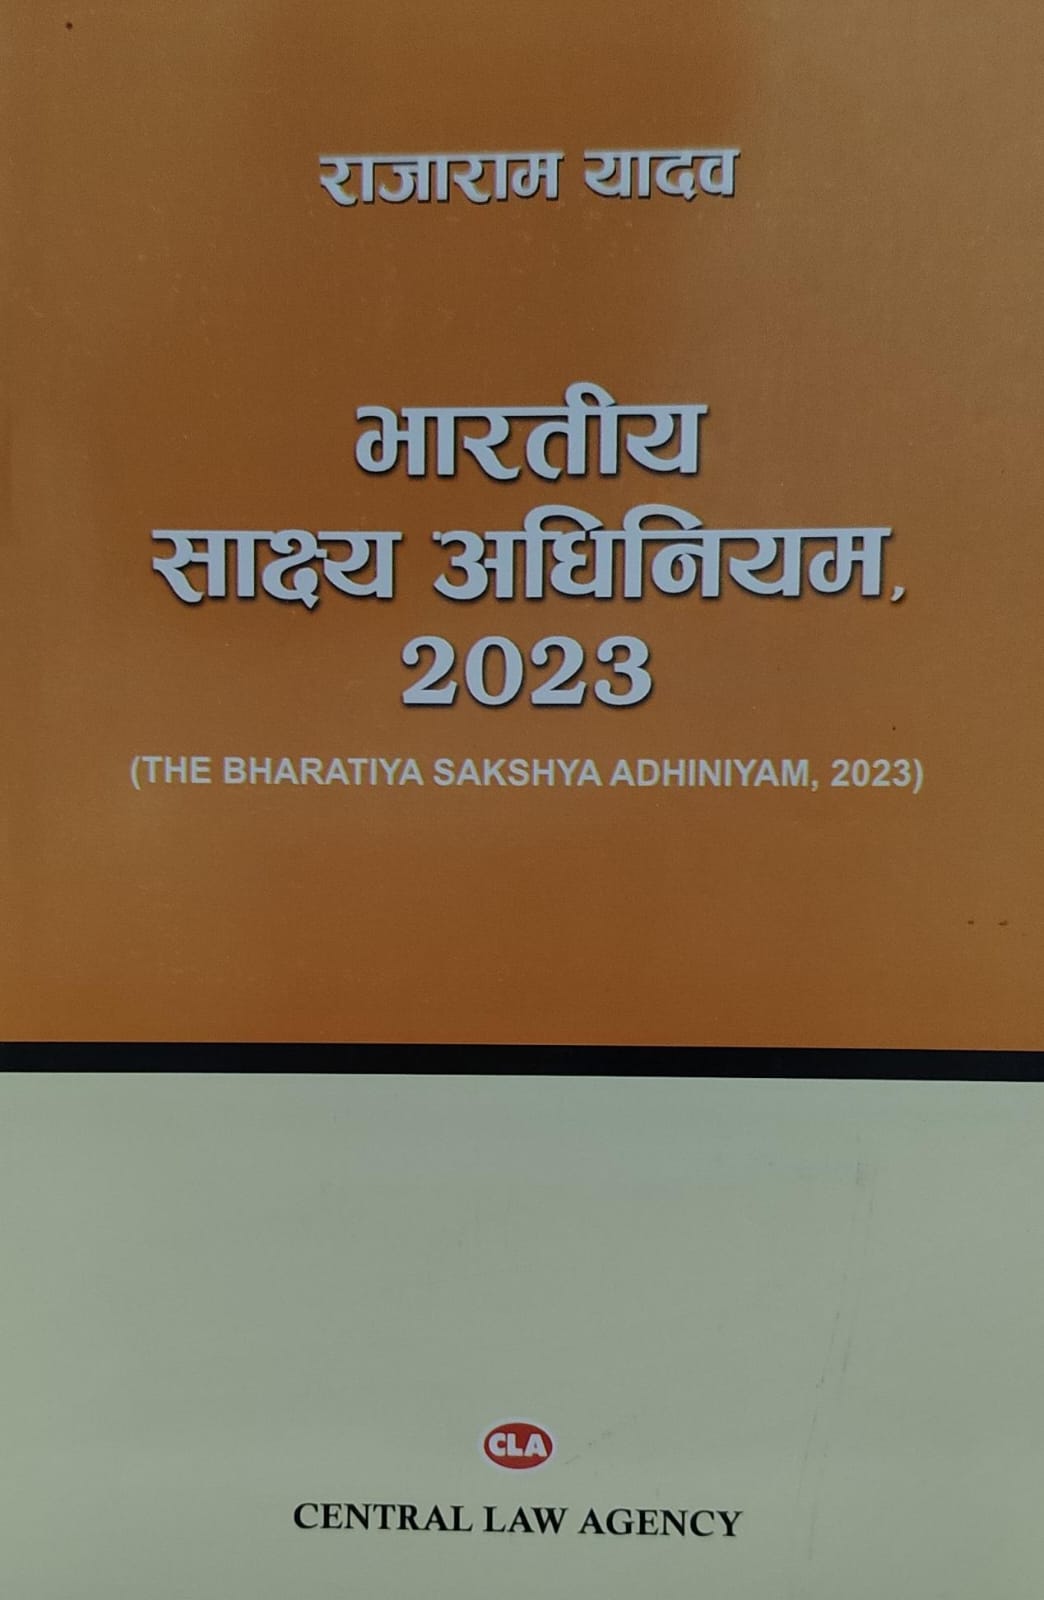 राजाराम यादव
भारतीय
साक्ष्य अधिनियम,
2023
(THE BHARATIYA SAKSHYA ADHINIYAM, 2023)
CLA
CENTRAL LAW AGENCY